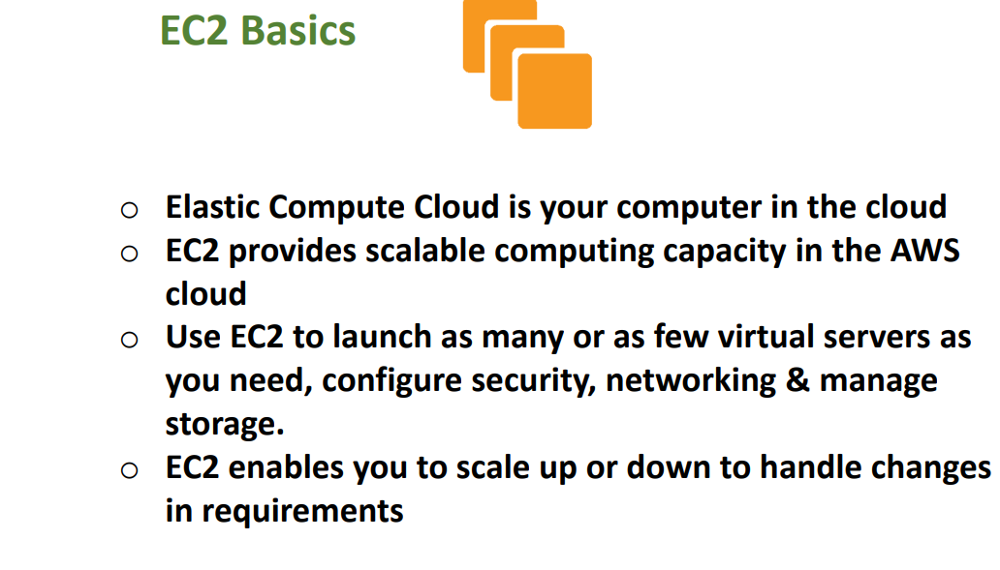 EC2 Basics
○ Elastic Compute Cloud is your computer in the cloud
○ EC2 provides scalable computing capacity in the AWS
cloud
○ Use EC2 to launch as many or as few virtual servers as
you need, configure security, networking & manage
storage.
○ EC2 enables you to scale up or down to handle changes
in requirements